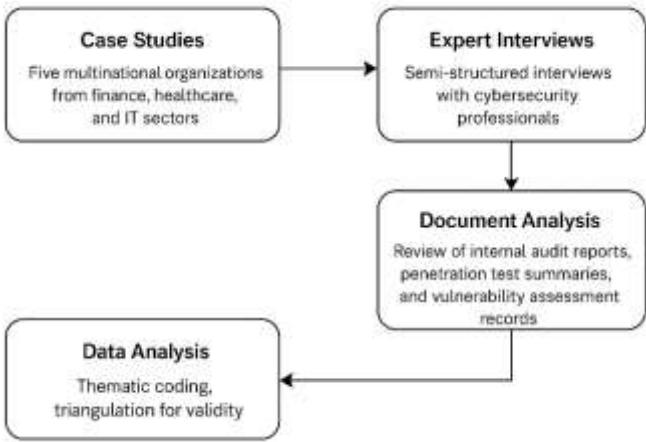 Case Studies
Five multinational organizations
from finance, healthcare,
and IT sectors
Expert Interviews
Semi-structured interviews
with cybersecurity
professionals
Document Analysis
Review of internal audit reports,
penetration test summaries,
and vulnerability assessment
records
Data Analysis
Thematic coding,
triangulation for validity